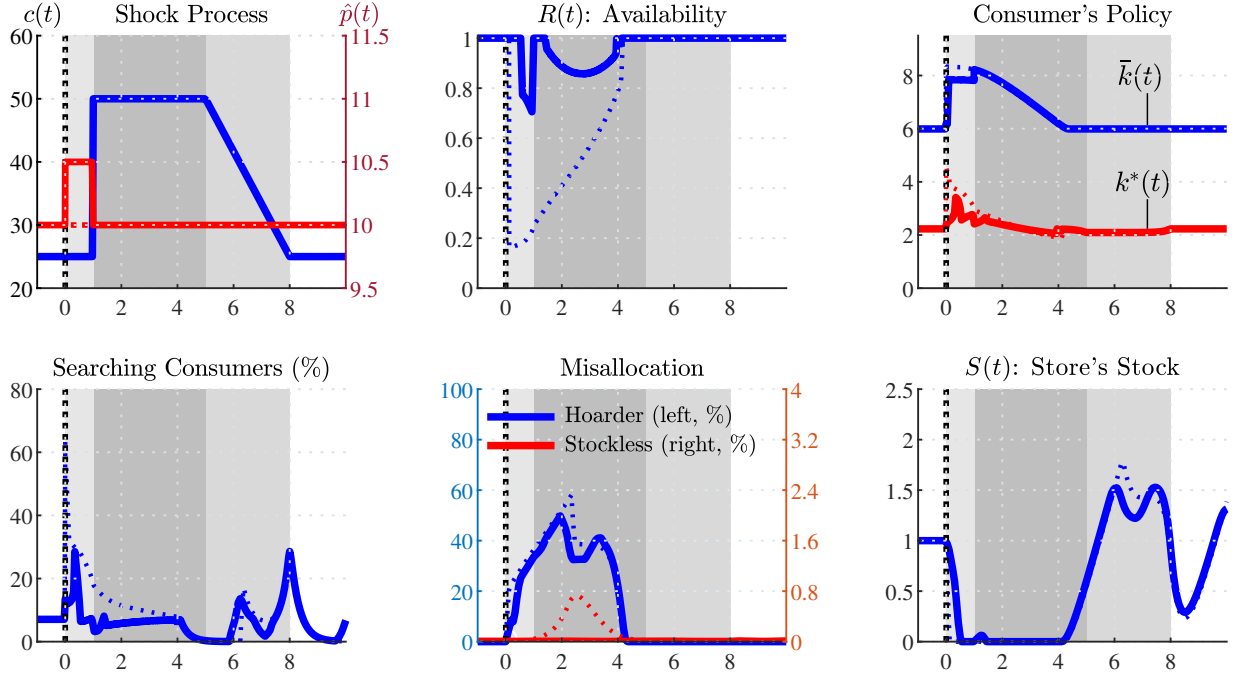 c(t) Shock Process p̂(t)
60 11.5
50 11
40 10.5
30 10
20 9.5
0 2 4 6 8
R(t): Availability
1
0.8
0.6
0.4
0.2
0
0 2 4 6 8
Consumer's Policy
8
6
4
2
0
k̄(t)
k*(t)
0 2 4 6 8
Searching Consumers (%)
80
60
40
20
0
0 2 4 6 8
Misallocation
100 4
80 3.2
60 2.4
40 1.6
20 0.8
0 0
Hoarder (left, %)
Stockless (right, %)
0 2 4 6 8
S(t): Store's Stock
2.5
2
1.5
1
0.5
0
0 2 4 6 8